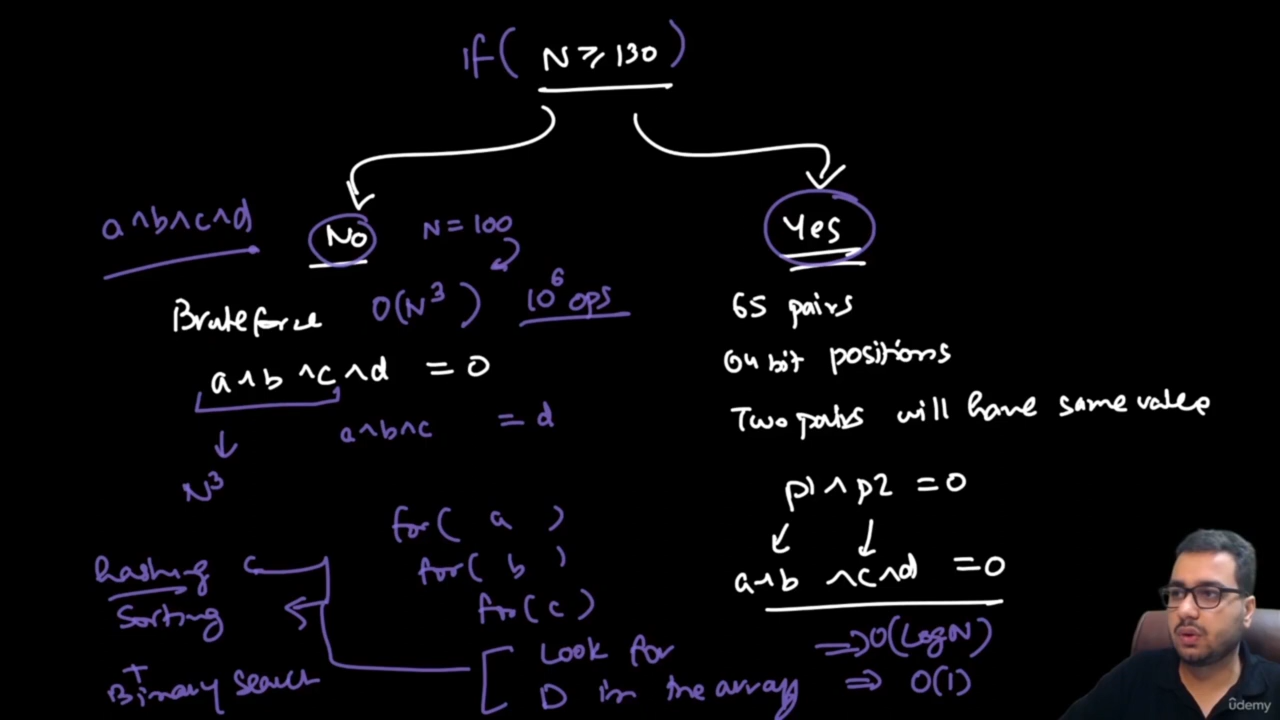 if( N ≥ 130 )
a^b^c^d
No
N = 100
Yes
Bruteforce O(N³) 10⁶ ops
a^b^c^d = 0
a^b^c = d
N³
for( a )
for( b )
for( c )
hashing
Sorting
+
Binary search
Look for
D in the array
65 pairs
64 bit positions
Two pairs will have same value
p1 ^ p2 = 0
a^b ^c^d = 0
⇒ O(LogN)
⇒ O(1)
ûdemy